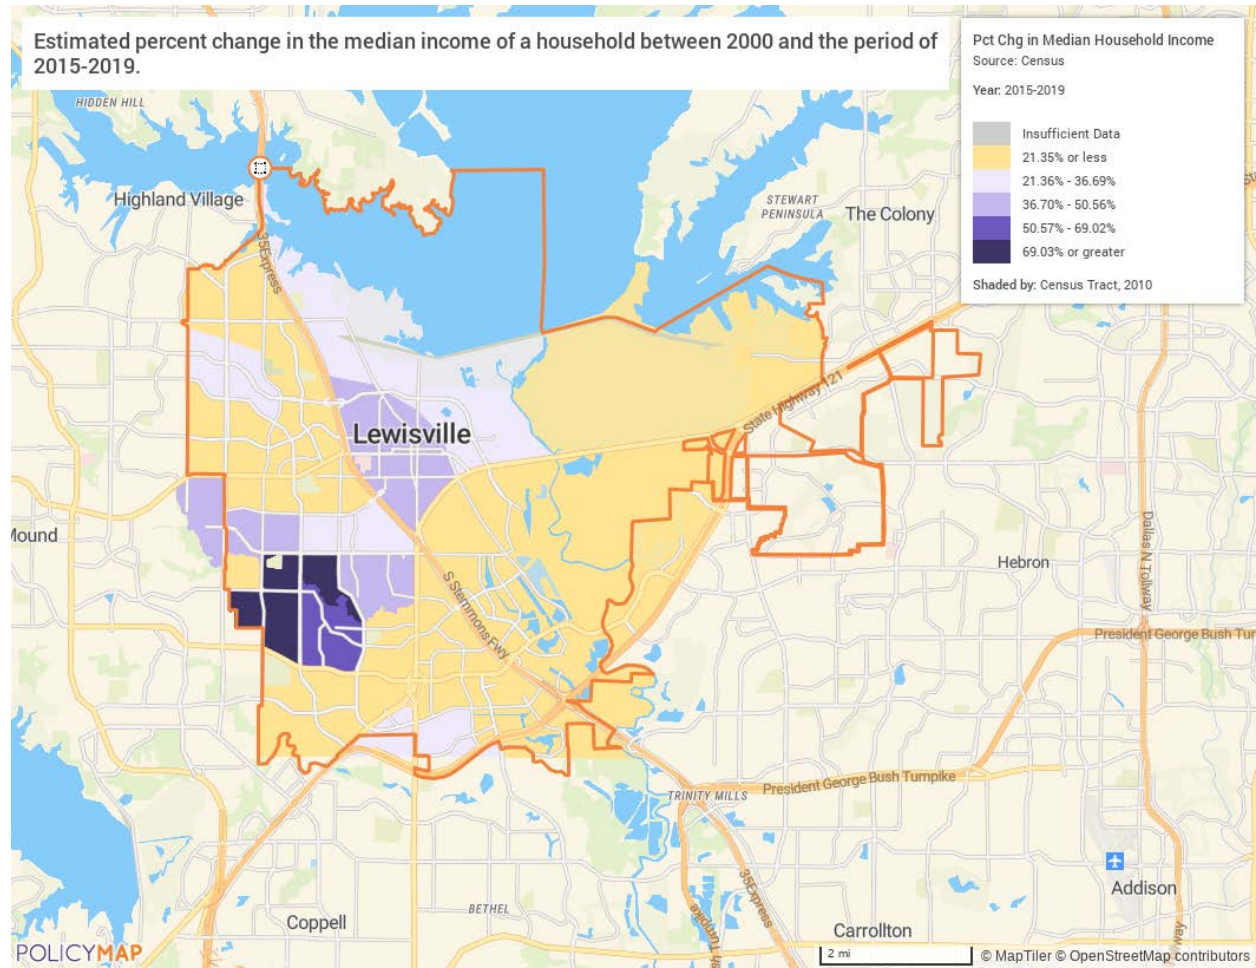 Estimated percent change in the median income of a household between 2000 and the period of
2015-2019.
Pct Chg in Median Household Income
Source: Census
Year: 2015-2019
Insufficient Data
21.35% or less
21.36% - 36.69%
36.70% - 50.56%
50.57% - 69.02%
69.03% or greater
Shaded by: Census Tract, 2010
HIDDEN HILL
Highland Village
STEWART
PENINSULA
The Colony
35Express
State Highway 121
Lewisville
Mound
S Stemmons Fwy
Hebron
Dallas N Tollway
President George Bush Tur
President George Bush Turnpike
TRINITY MILLS
35Express
Addison
Coppell
BETHEL
Carrollton
POLICYMAP
2 mi
© MapTiler © OpenStreetMap contributors